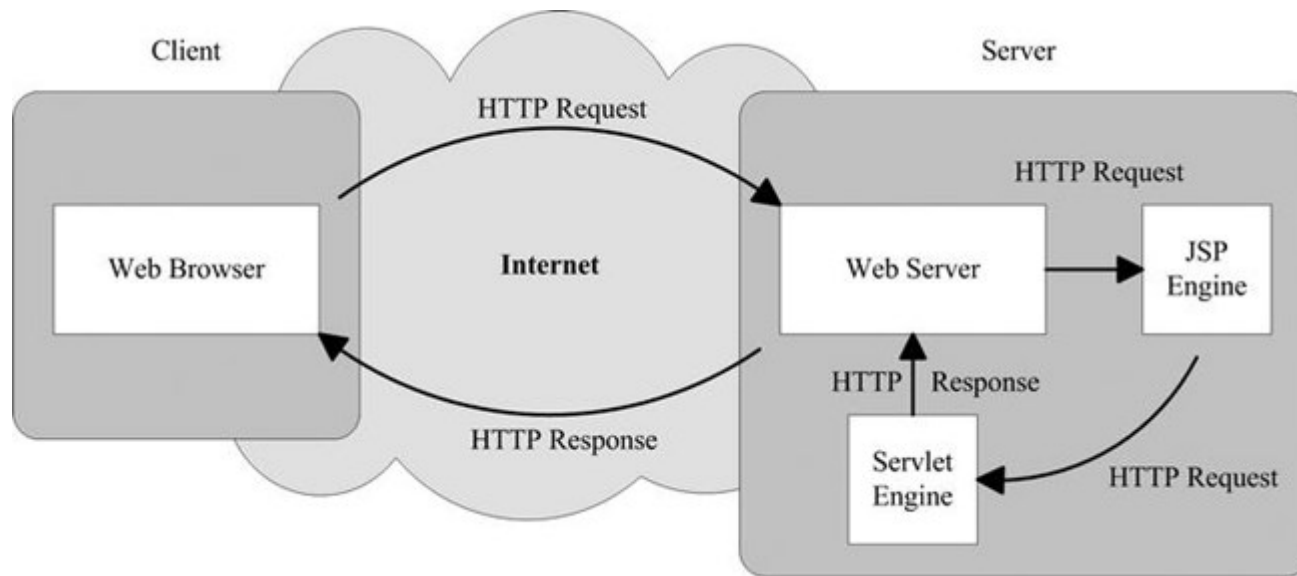 Client
Server
HTTP Request
HTTP Request
Web Browser
Internet
Web Server
JSP
Engine
HTTP Response
HTTP Response
Servlet
Engine
HTTP Request